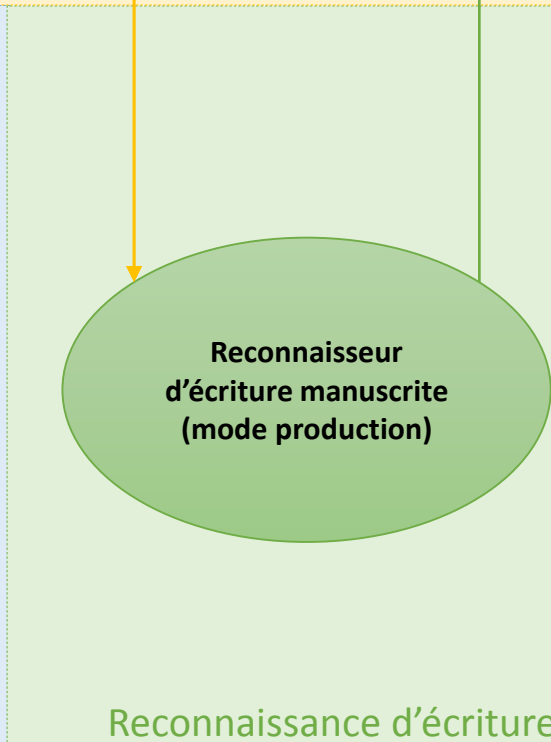 Reconnaisseur
d’écriture manuscrite
(mode production)
Reconnaissance d’écriture